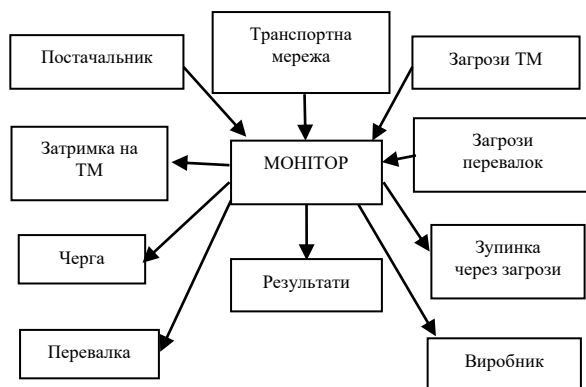 Постачальник
Транспортна
мережа
Загрози ТМ
Затримка на
ТМ
МОНІТОР
Загрози
перевалок
Черга
Результати
Зупинка
через загрози
Перевалка
Виробник